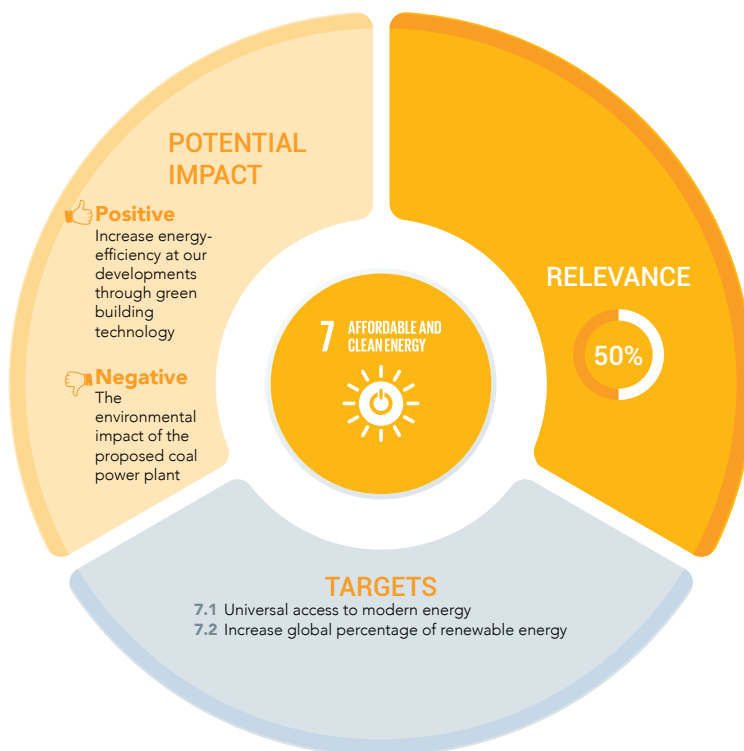 POTENTIAL
IMPACT
Positive
Increase energy-
efficiency at our
developments
through green
building
technology
Negative
The
environmental
impact of the
proposed coal
power plant
RELEVANCE
50%
7 AFFORDABLE AND
CLEAN ENERGY
TARGETS
7.1 Universal access to modern energy
7.2 Increase global percentage of renewable energy